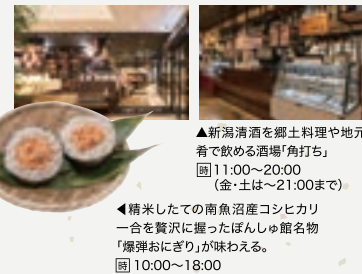 ▲新潟清酒を郷土料理や地元
肴で飲める酒場「角打ち」
時 11:00〜20:00
（金・土は〜21:00まで）
◀精米したての南魚沼産コシヒカリ
一合を贅沢に握ったぽんしゅ館名物
「爆弾おにぎり」が味わえる。
時 10:00〜18:00